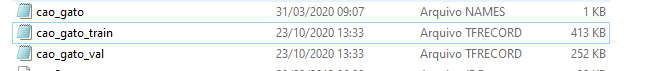 cao_gato 31/03/2020 09:07 Arquivo NAMES 1 KB
cao_gato_train 23/10/2020 13:33 Arquivo TFRECORD 413 KB
cao_gato_val 23/10/2020 13:33 Arquivo TFRECORD 252 KB